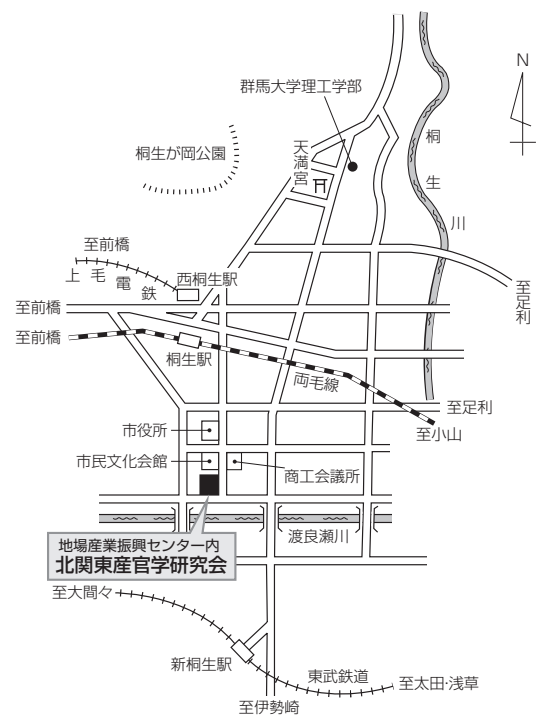 N
群馬大学理工学部
天満宮
桐生川
桐生が岡公園
至前橋
上毛電鉄
西桐生駅
至足利
至前橋
至前橋
桐生駅
両毛線
至足利
至小山
市役所
市民文化会館
商工会議所
渡良瀬川
地場産業振興センター内
北関東産官学研究会
至大間々
新桐生駅
東武鉄道
至太田・浅草
至伊勢崎